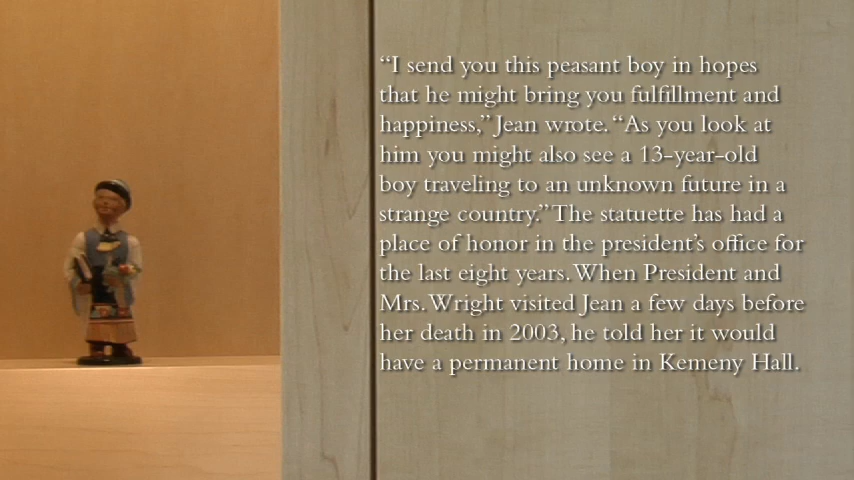 “I send you this peasant boy in hopes
that he might bring you fulfillment and
happiness,” Jean wrote. “As you look at
him you might also see a 13-year-old
boy traveling to an unknown future in a
strange country.” The statuette has had a
place of honor in the president’s office for
the last eight years. When President and
Mrs. Wright visited Jean a few days before
her death in 2003, he told her it would
have a permanent home in Kemeny Hall.